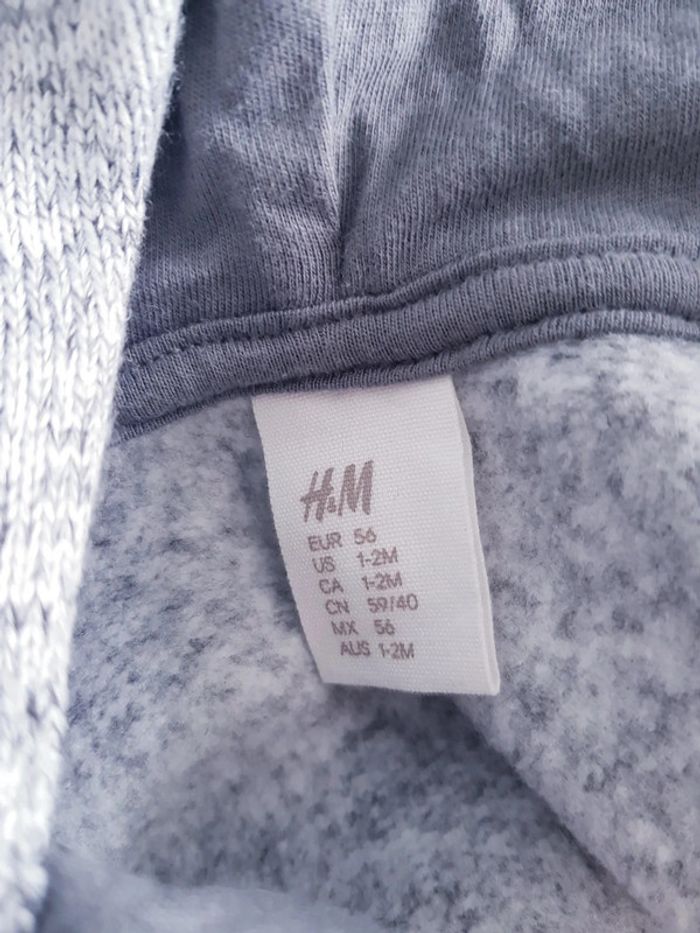 H&M
EUR 56
US 1-2M
CA 1-2M
CN 59/40
MX 56
AUS 1-2M